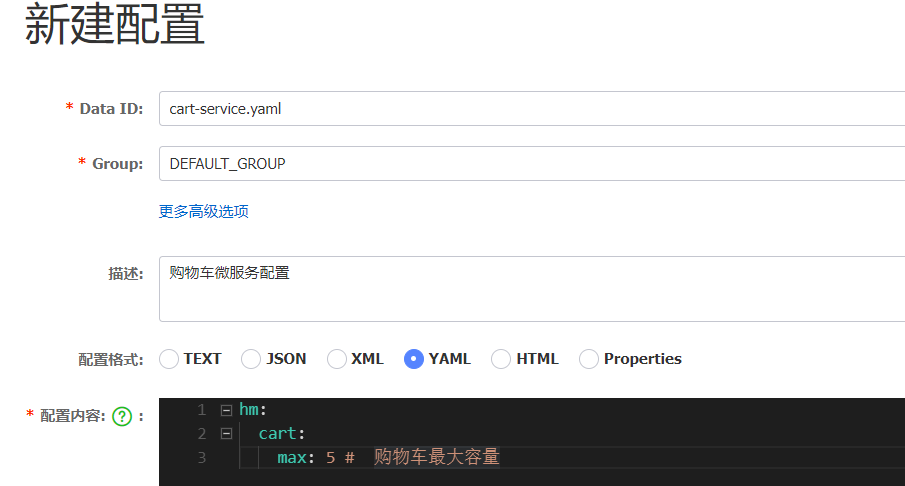 新建配置
* Data ID: cart-service.yaml
* Group: DEFAULT_GROUP
更多高级选项
描述: 购物车微服务配置
配置格式: TEXT JSON XML YAML HTML Properties
* 配置内容: ? : 1 hm:
2 cart:
3 max: 5 # 购物车最大容量